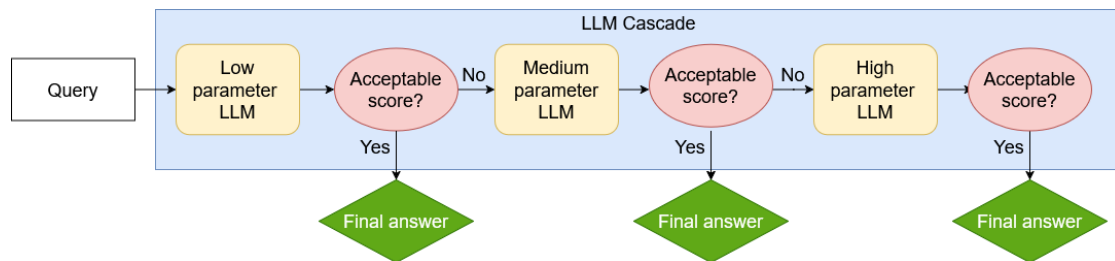 LLM Cascade
Query
Low
parameter
LLM
Acceptable
score?
No
Medium
parameter
LLM
Acceptable
score?
No
High
parameter
LLM
Acceptable
score?
Yes
Yes
Yes
Final answer
Final answer
Final answer